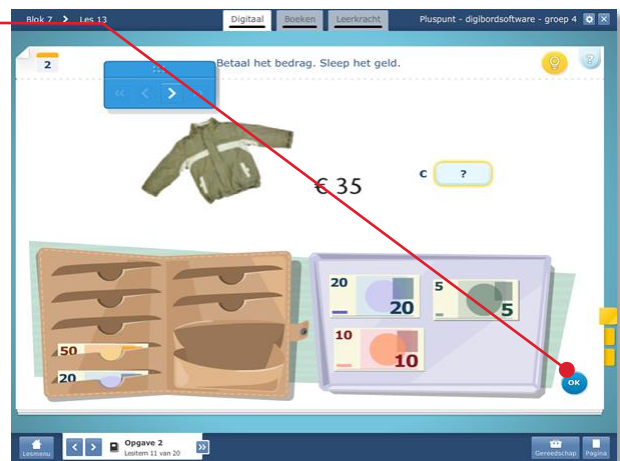 Blok 7 > Les 13
Digitaal Boeken Leerkracht
Pluspunt - digibordsoftware - groep 4
2
Betaal het bedrag. Sleep het geld.
?
€ 35
C ?
20 20
5 5
10 10
50
20
OK
Lesmenu
Opgave 2
Lesitem 11 van 20
Gereedschap
Pagina